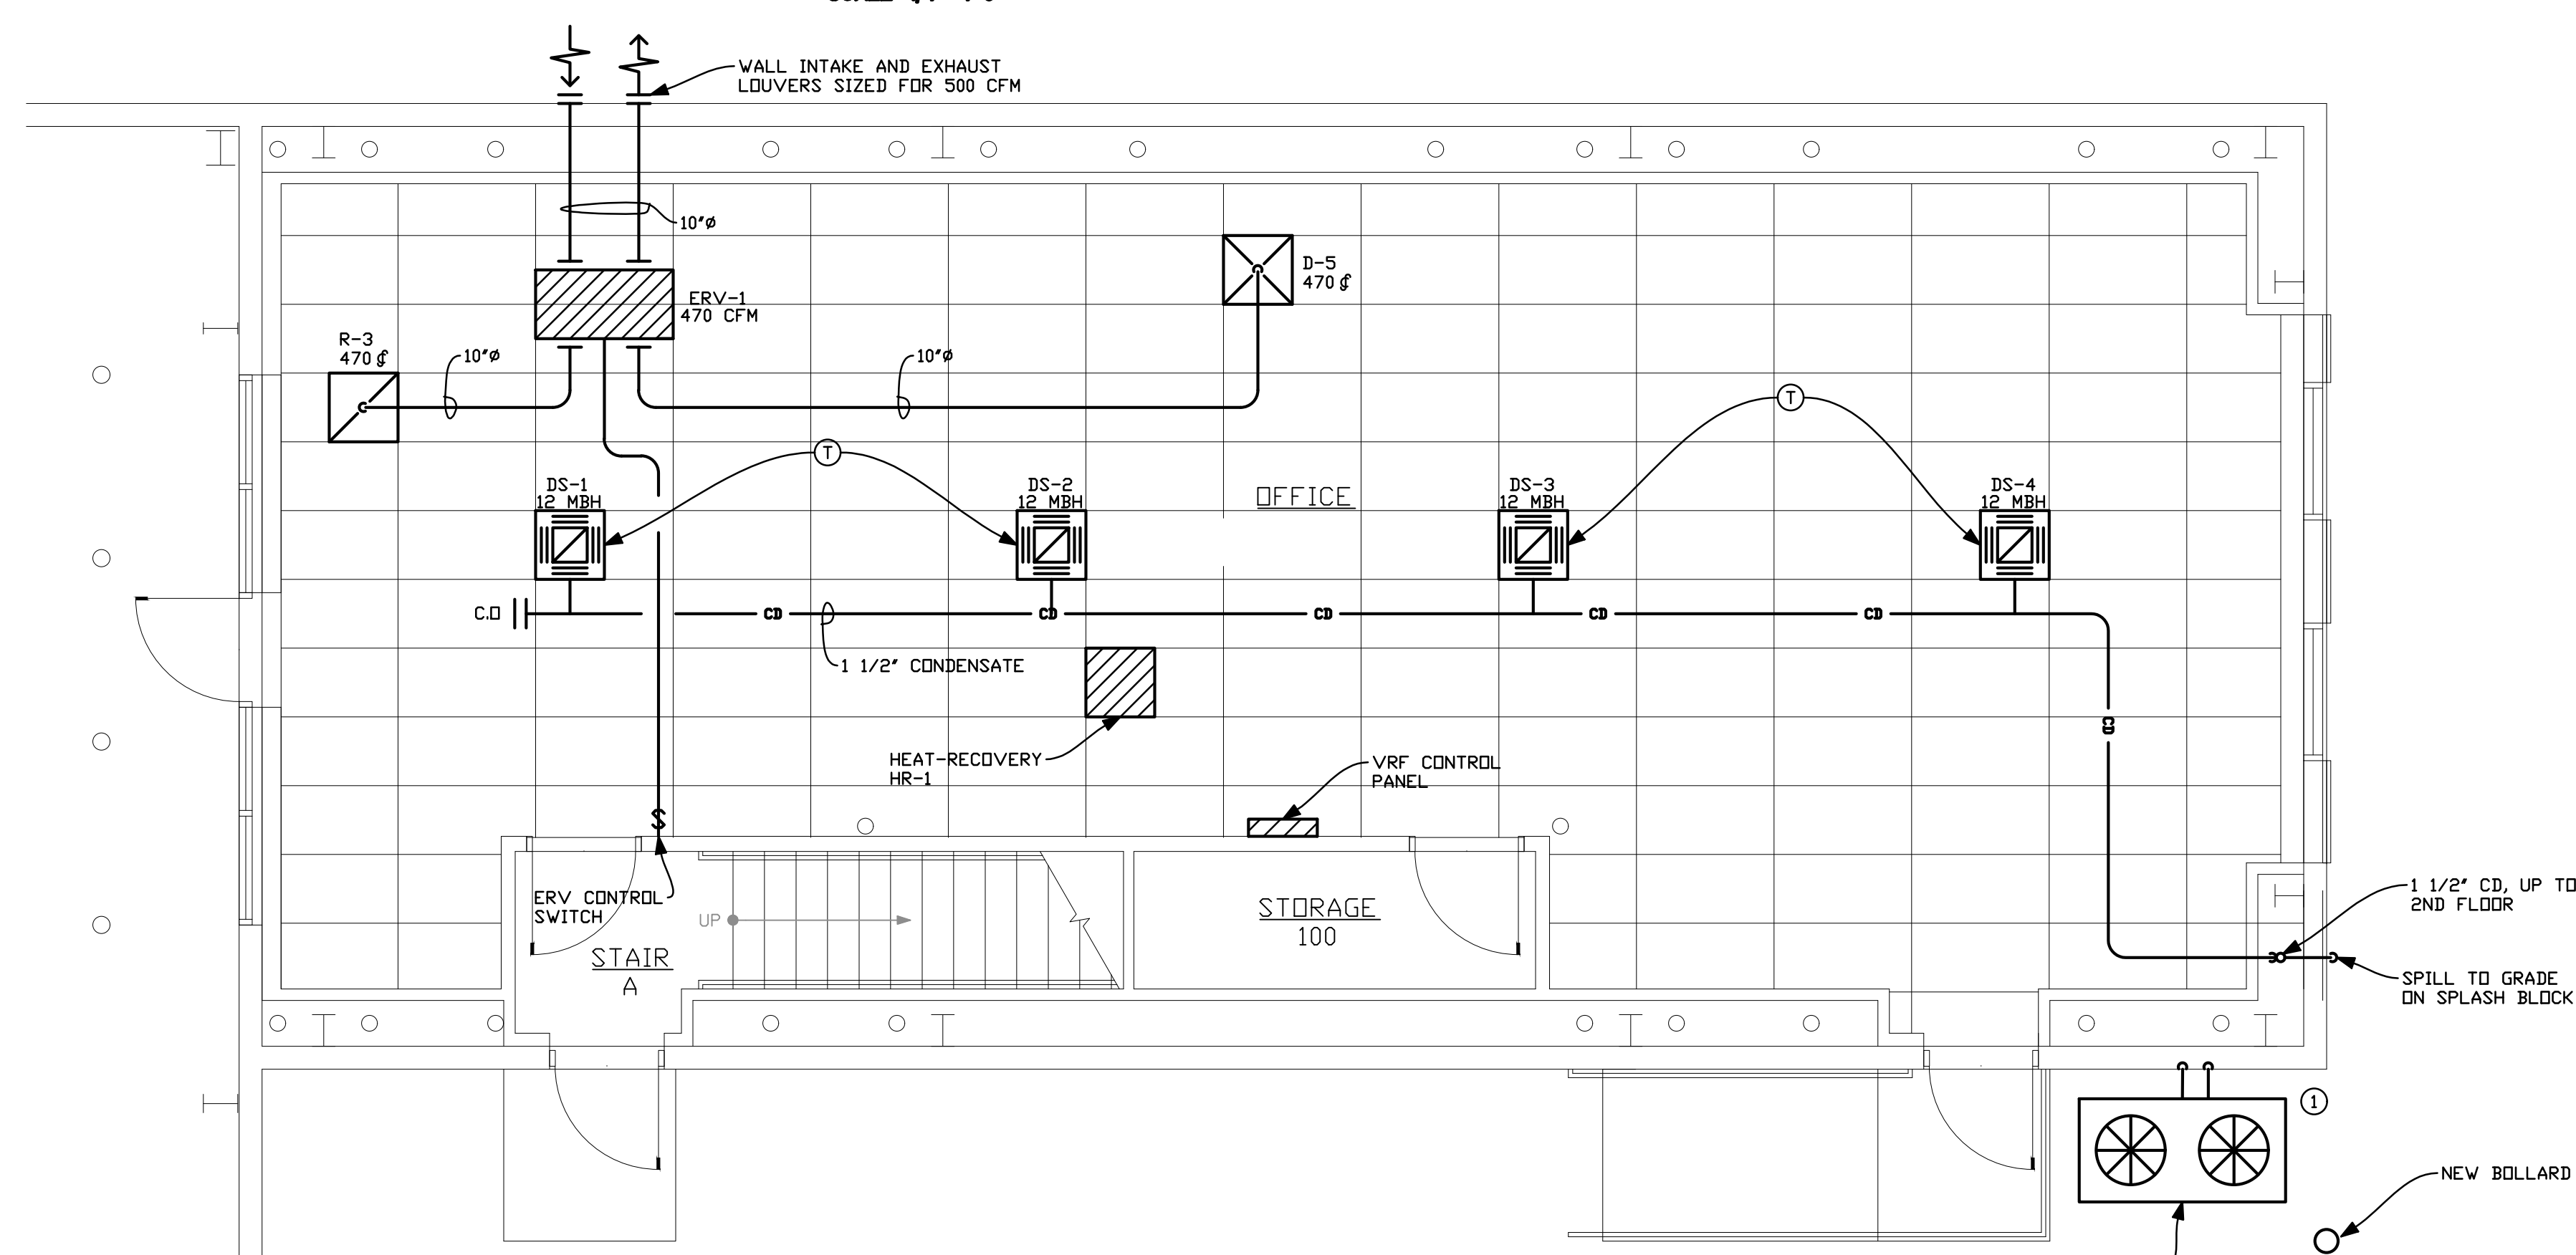 WALL INTAKE AND EXHAUST
LOUVERS SIZED FOR 500 CFM
10"ø
D-5
470 ₵
ERV-1
470 CFM
R-3
470 ₵
10"ø
10"ø
T
T
DS-1
12 MBH
DS-2
12 MBH
OFFICE
DS-3
12 MBH
DS-4
12 MBH
C.O
CD
CD
CD
CD
CD
1 1/2" CONDENSATE
CD
HEAT-RECOVERY
HR-1
VRF CONTROL
PANEL
S
ERV CONTROL
SWITCH
UP
STAIR
A
STORAGE
100
1 1/2" CD, UP TO
2ND FLOOR
SPILL TO GRADE
ON SPLASH BLOCK
1
NEW BOLLARD